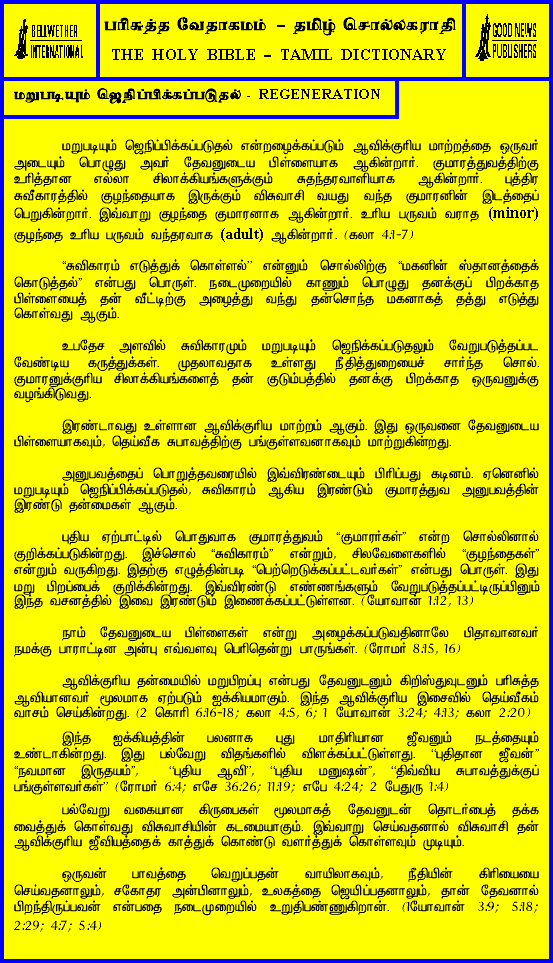 BELLWETHER
INTERNATIONAL
பரிசுத்த வேதாகமம் – தமிழ் சொல்லகராதி
THE HOLY BIBLE – TAMIL DICTIONARY
GOOD NEWS
PUBLISHERS
மறுபடியும் ஜெநிப்பிக்கப்படுதல் - REGENERATION
மறுபடியும் ஜெநிப்பிக்கப்படுதல் என்றழைக்கப்படும் ஆவிக்குரிய மாற்றத்தை ஒருவர்
அடையும் பொழுது அவர் தேவனுடைய பிள்ளையாக ஆகின்றார். குமாரத்துவத்திற்கு
உரித்தான எல்லா சிலாக்கியங்களுக்கும் சுதந்தரவாளியாக ஆகின்றார். புத்திர
சுவீகாரத்தில் குழந்தையாக இருக்கும் விசுவாசி வயது வந்த குமாரனின் இடத்தைப்
பெறுகின்றார். இவ்வாறு குழந்தை குமாரனாக ஆகின்றார். உரிய பருவம் வராத (minor)
குழந்தை உரிய பருவம் வந்தரவாக (adult) ஆகின்றார். (கலா 4:1-7)
“சுவிகாரம் எடுத்துக் கொள்ளல்” என்னும் சொல்லிற்கு “மகனின் ஸ்தானத்தைக்
கொடுத்தல்” என்பது பொருள். நடைமுறையில் காணும் பொழுது தனக்குப் பிறக்காத
பிள்ளையைத் தன் வீட்டிற்கு அழைத்து வந்து தன்சொந்த மகனாகத் தத்து எடுத்து
கொள்வது ஆகும்.
உபதேச அளவில் சுவிகாரமும் மறுபடியும் ஜெநிக்கப்படுதலும் வேறுபடுத்தப்பட
வேண்டிய கருத்துக்கள். முதலாவதாக உள்ளது நீதித்துறையைச் சார்ந்த சொல்.
குமாரனுக்குரிய சிலாக்கியங்களைத் தன் குடும்பத்தில் தனக்கு பிறக்காத ஒருவனுக்கு
வழங்கிடுவது.
இரண்டாவது உள்ளான ஆவிக்குரிய மாற்றம் ஆகும். இது ஒருவனை தேவனுடைய
பிள்ளையாகவும், தெய்வீக சுபாவத்திற்கு பங்குள்ளவனாகவும் மாற்றுகின்றது.
அனுபவத்தைப் பொறுத்தவரையில் இவ்விரண்டையும் பிரிப்பது கடினம். ஏனெனில்
மறுபடியும் ஜெநிப்பிக்கப்படுதல், சுவிகாரம் ஆகிய இரண்டும் குமாரத்துவ அனுபவத்தின்
இரண்டு தன்மைகள் ஆகும்.
புதிய ஏற்பாட்டில் பொதுவாக குமாரத்துவம் “குமாரர்கள்” என்ற சொல்லினால்
குறிக்கப்படுகின்றது. இச்சொல் “சுவிகாரம்” என்றும், சிலவேளைகளில் “குழந்தைகள்”
என்றும் வருகிறது. இதற்கு எழுத்தின்படி “பெற்றெடுக்கப்பட்டவர்கள்” என்பது பொருள். இது
மறு பிறப்பைக் குறிக்கின்றது. இவ்விரண்டு எண்ணங்களும் வேறுபடுத்தப்பட்டிருப்பினும்
இந்த வசனத்தில் இவை இரண்டும் இணைக்கப்பட்டுள்ளன. (யோவான் 1:12, 13)
நாம் தேவனுடைய பிள்ளைகள் என்று அழைக்கப்படுவதினாலே பிதாவானவர்
நமக்கு பாராட்டின அன்பு எவ்வளவு பெரிதென்று பாருங்கள். (ரோமர் 8:15, 16)
ஆவிக்குரிய தன்மையில் மறுபிறப்பு என்பது தேவனுடனும் கிறிஸ்துவுடனும் பரிசுத்த
ஆவியானவர் மூலமாக ஏற்படும் ஐக்கியமாகும். இந்த ஆவிக்குரிய இசைவில் தெய்வீகம்
வாசம் செய்கின்றது. (2 கொரி 6:16-18; கலா 4:5, 6; 1 யோவான் 3:24; 4:13; கலா 2:20)
இந்த ஐக்கியத்தின் பலனாக புது மாதிரியான ஜீவனும் நடத்தையும்
உண்டாகின்றது. இது பல்வேறு விதங்களில் விளக்கப்பட்டுள்ளது. “புதிதான ஜீவன்”
“நவமான இருதயம்”, “புதிய ஆவி”, “புதிய மனுஷன்”, “திவ்விய சுபாவத்துக்குப்
பங்குள்ளவர்கள்” (ரோமர் 6:4; எசே 36:26; 11:19; எபே 4:24; 2 பேதுரு 1:4)
பல்வேறு வகையான கிருபைகள் மூலமாகத் தேவனுடன் தொடர்பைத் தக்க
வைத்துக் கொள்வது விசுவாசியின் கடமையாகும். இவ்வாறு செய்வதனால் விசுவாசி தன்
ஆவிக்குரிய ஜீவியத்தைக் காத்துக் கொண்டு வளர்த்துக் கொள்ளவும் முடியும்.
ஒருவன் பாவத்தை வெறுப்பதன் வாயிலாகவும், நீதியின் கிரியையை
செய்வதனாலும், சகோதர அன்பினாலும், உலகத்தை ஜெயிப்பதனாலும், தான் தேவனால்
பிறந்திருப்பவன் என்பதை நடைமுறையில் உறுதிபண்ணுகிறான். (1யோவான் 3:9; 5:18;
2:29; 4:7; 5:4)